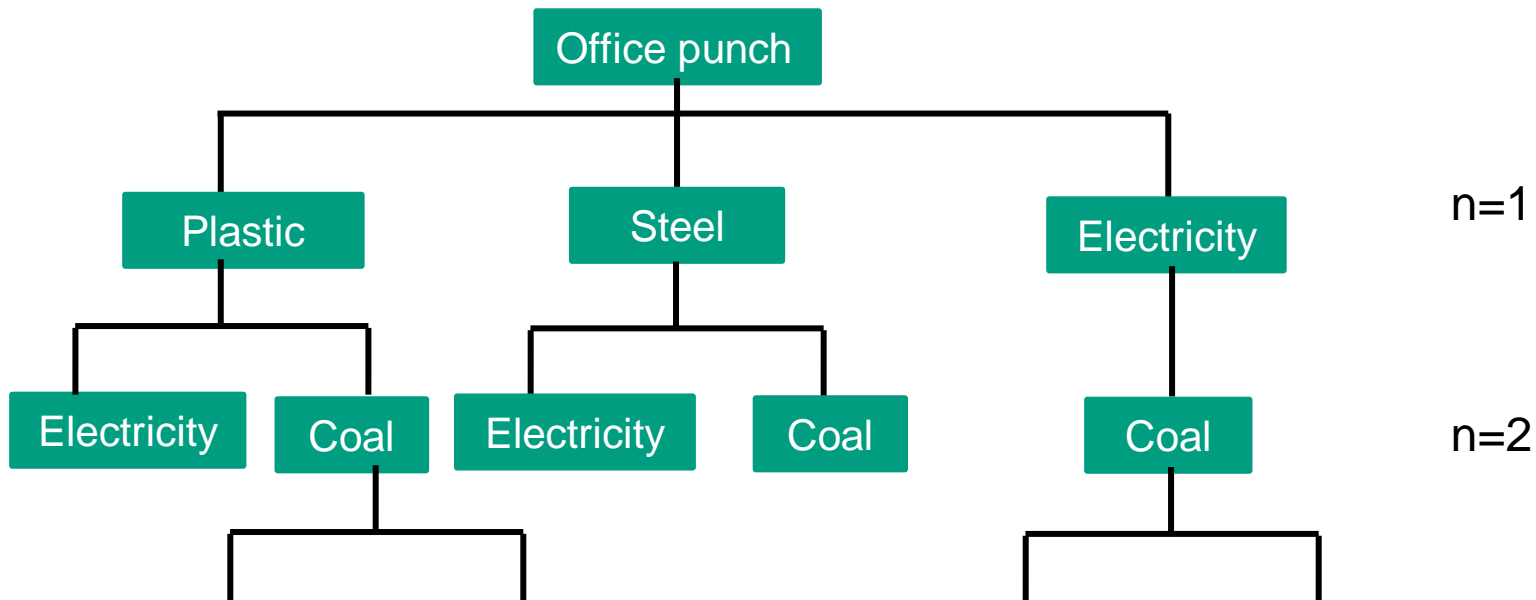 Office punch
Plastic
Steel
Electricity
n=1
Electricity
Coal
Electricity
Coal
Coal
n=2